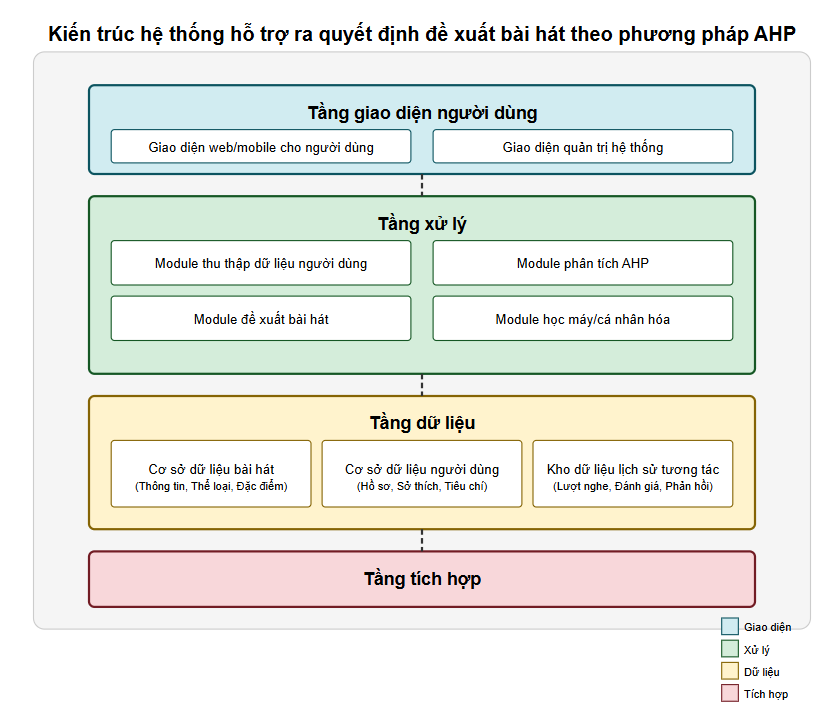 Kiến trúc hệ thống hỗ trợ ra quyết định đề xuất bài hát theo phương pháp AHP
Tầng giao diện người dùng
Giao diện web/mobile cho người dùng
Giao diện quản trị hệ thống
Tầng xử lý
Module thu thập dữ liệu người dùng
Module phân tích AHP
Module đề xuất bài hát
Module học máy/cá nhân hóa
Tầng dữ liệu
Cơ sở dữ liệu bài hát
(Thông tin, Thể loại, Đặc điểm)
Cơ sở dữ liệu người dùng
(Hồ sơ, Sở thích, Tiêu chí)
Kho dữ liệu lịch sử tương tác
(Lượt nghe, Đánh giá, Phản hồi)
Tầng tích hợp
Giao diện
Xử lý
Dữ liệu
Tích hợp